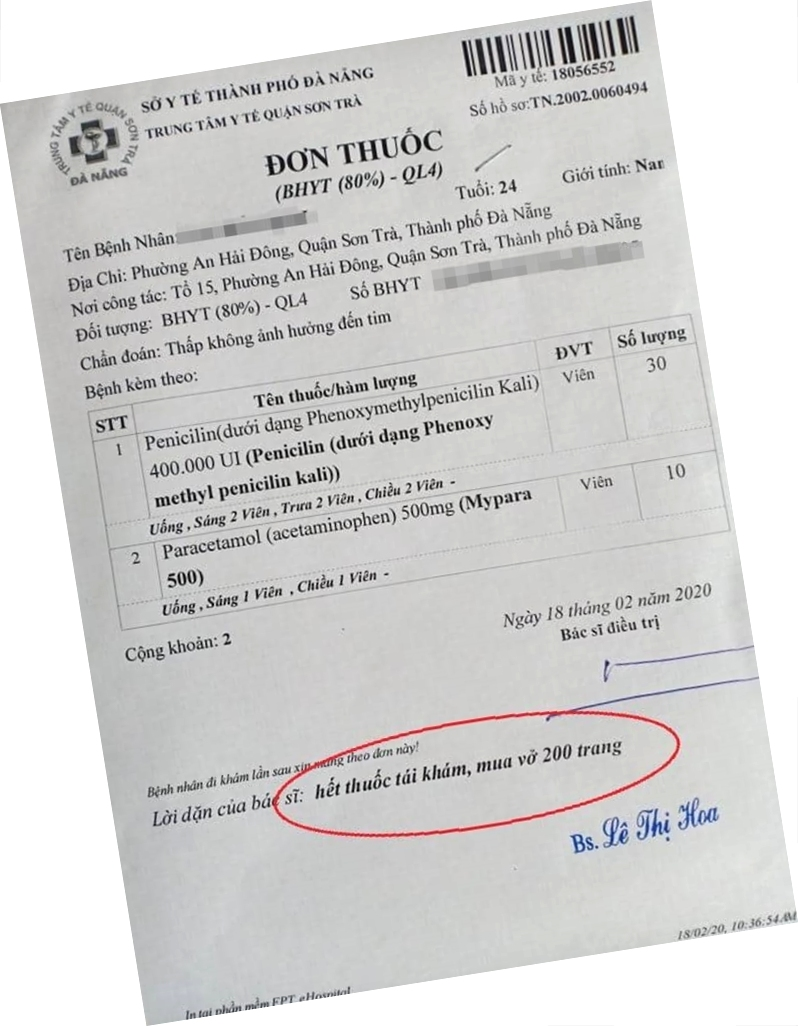 SỞ Y TẾ THÀNH PHỐ ĐÀ NẴNG
TRUNG TÂM Y TẾ QUẬN SƠN TRÀ
TRUNG TÂM Y TẾ QUẬN SƠN TRÀ
ĐÀ NẴNG
Mã y tế: 18056552
Số hồ sơ:TN.2002.0060494
ĐƠN THUỐC
(BHYT (80%) - QL4)
Tên Bệnh Nhân:
Tuổi: 24
Giới tính: Nam
Địa Chỉ: Phường An Hải Đông, Quận Sơn Trà, Thành phố Đà Nẵng
Nơi công tác: Tổ 15, Phường An Hải Đông, Quận Sơn Trà, Thành phố Đà Nẵng
Đối tượng: BHYT (80%) - QL4 Số BHYT
Chẩn đoán: Thấp không ảnh hưởng đến tim
Bệnh kèm theo:
STT Tên thuốc/hàm lượng ĐVT Số lượng
1 Penicilin(dưới dạng Phenoxymethylpenicilin Kali) Viên 30
400.000 UI (Penicilin (dưới dạng Phenoxy
methyl penicilin kali))
Uống , Sáng 2 Viên , Trưa 2 Viên , Chiều 2 Viên -
2 Paracetamol (acetaminophen) 500mg (Mypara Viên 10
500)
Uống , Sáng 1 Viên , Chiều 1 Viên -
Cộng khoản: 2
Ngày 18 tháng 02 năm 2020
Bác sĩ điều trị
Bệnh nhân đi khám lần sau xin mang theo đơn này!
Lời dặn của bác sĩ: hết thuốc tái khám, mua vỡ 200 trang
Bs. Lê Thị Hoa
18/02/20, 10:36:54AM
In tại phần mềm FPT eHospital